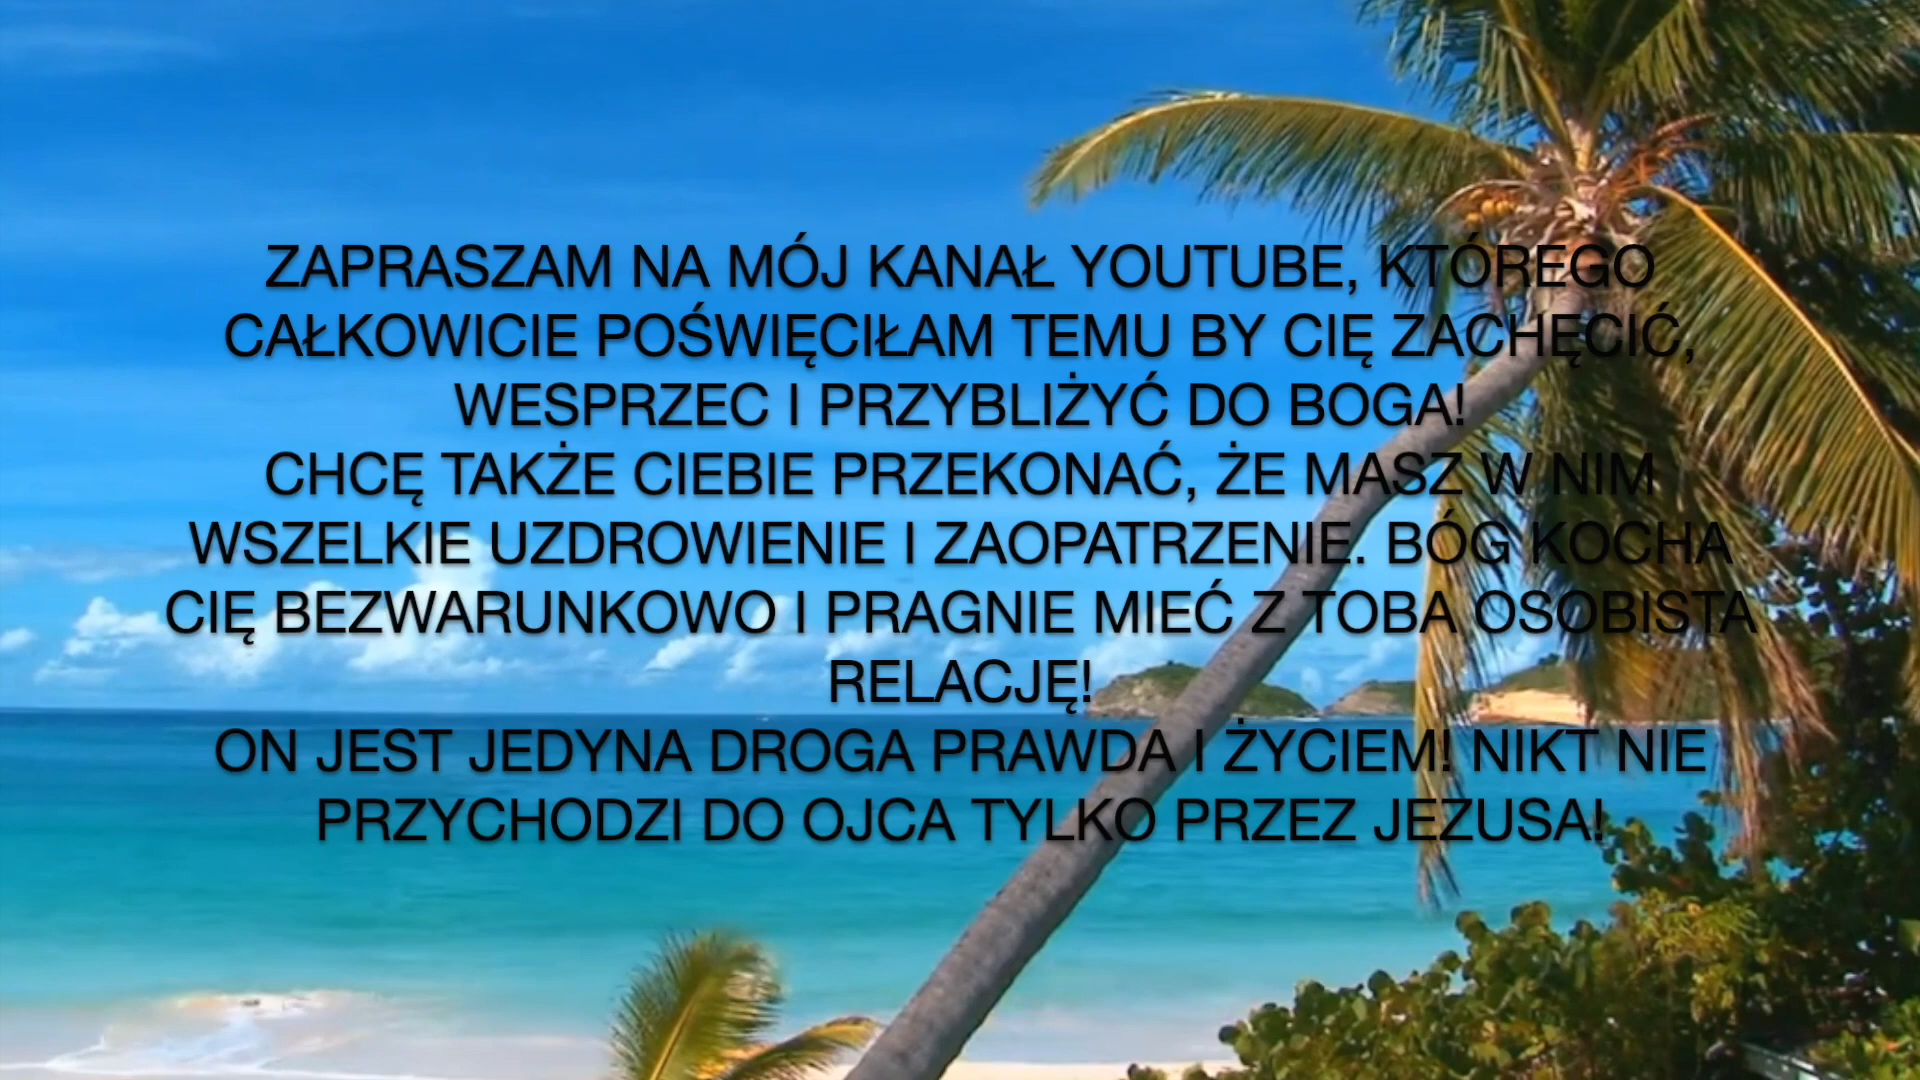 ZAPRASZAM NA MÓJ KANAŁ YOUTUBE, KTÓREGO
CAŁKOWICIE POŚWIĘCIŁAM TEMU BY CIĘ ZACHĘCIĆ,
WESPRZEC I PRZYBLIŻYĆ DO BOGA!
CHCĘ TAKŻE CIEBIE PRZEKONAĆ, ŻE MASZ W NIM
WSZELKIE UZDROWIENIE I ZAOPATRZENIE. BÓG KOCHA
CIĘ BEZWARUNKOWO I PRAGNIE MIEĆ Z TOBA OSOBISTA
RELACJĘ!
ON JEST JEDYNA DROGA PRAWDA I ŻYCIEM! NIKT NIE
PRZYCHODZI DO OJCA TYLKO PRZEZ JEZUSA!